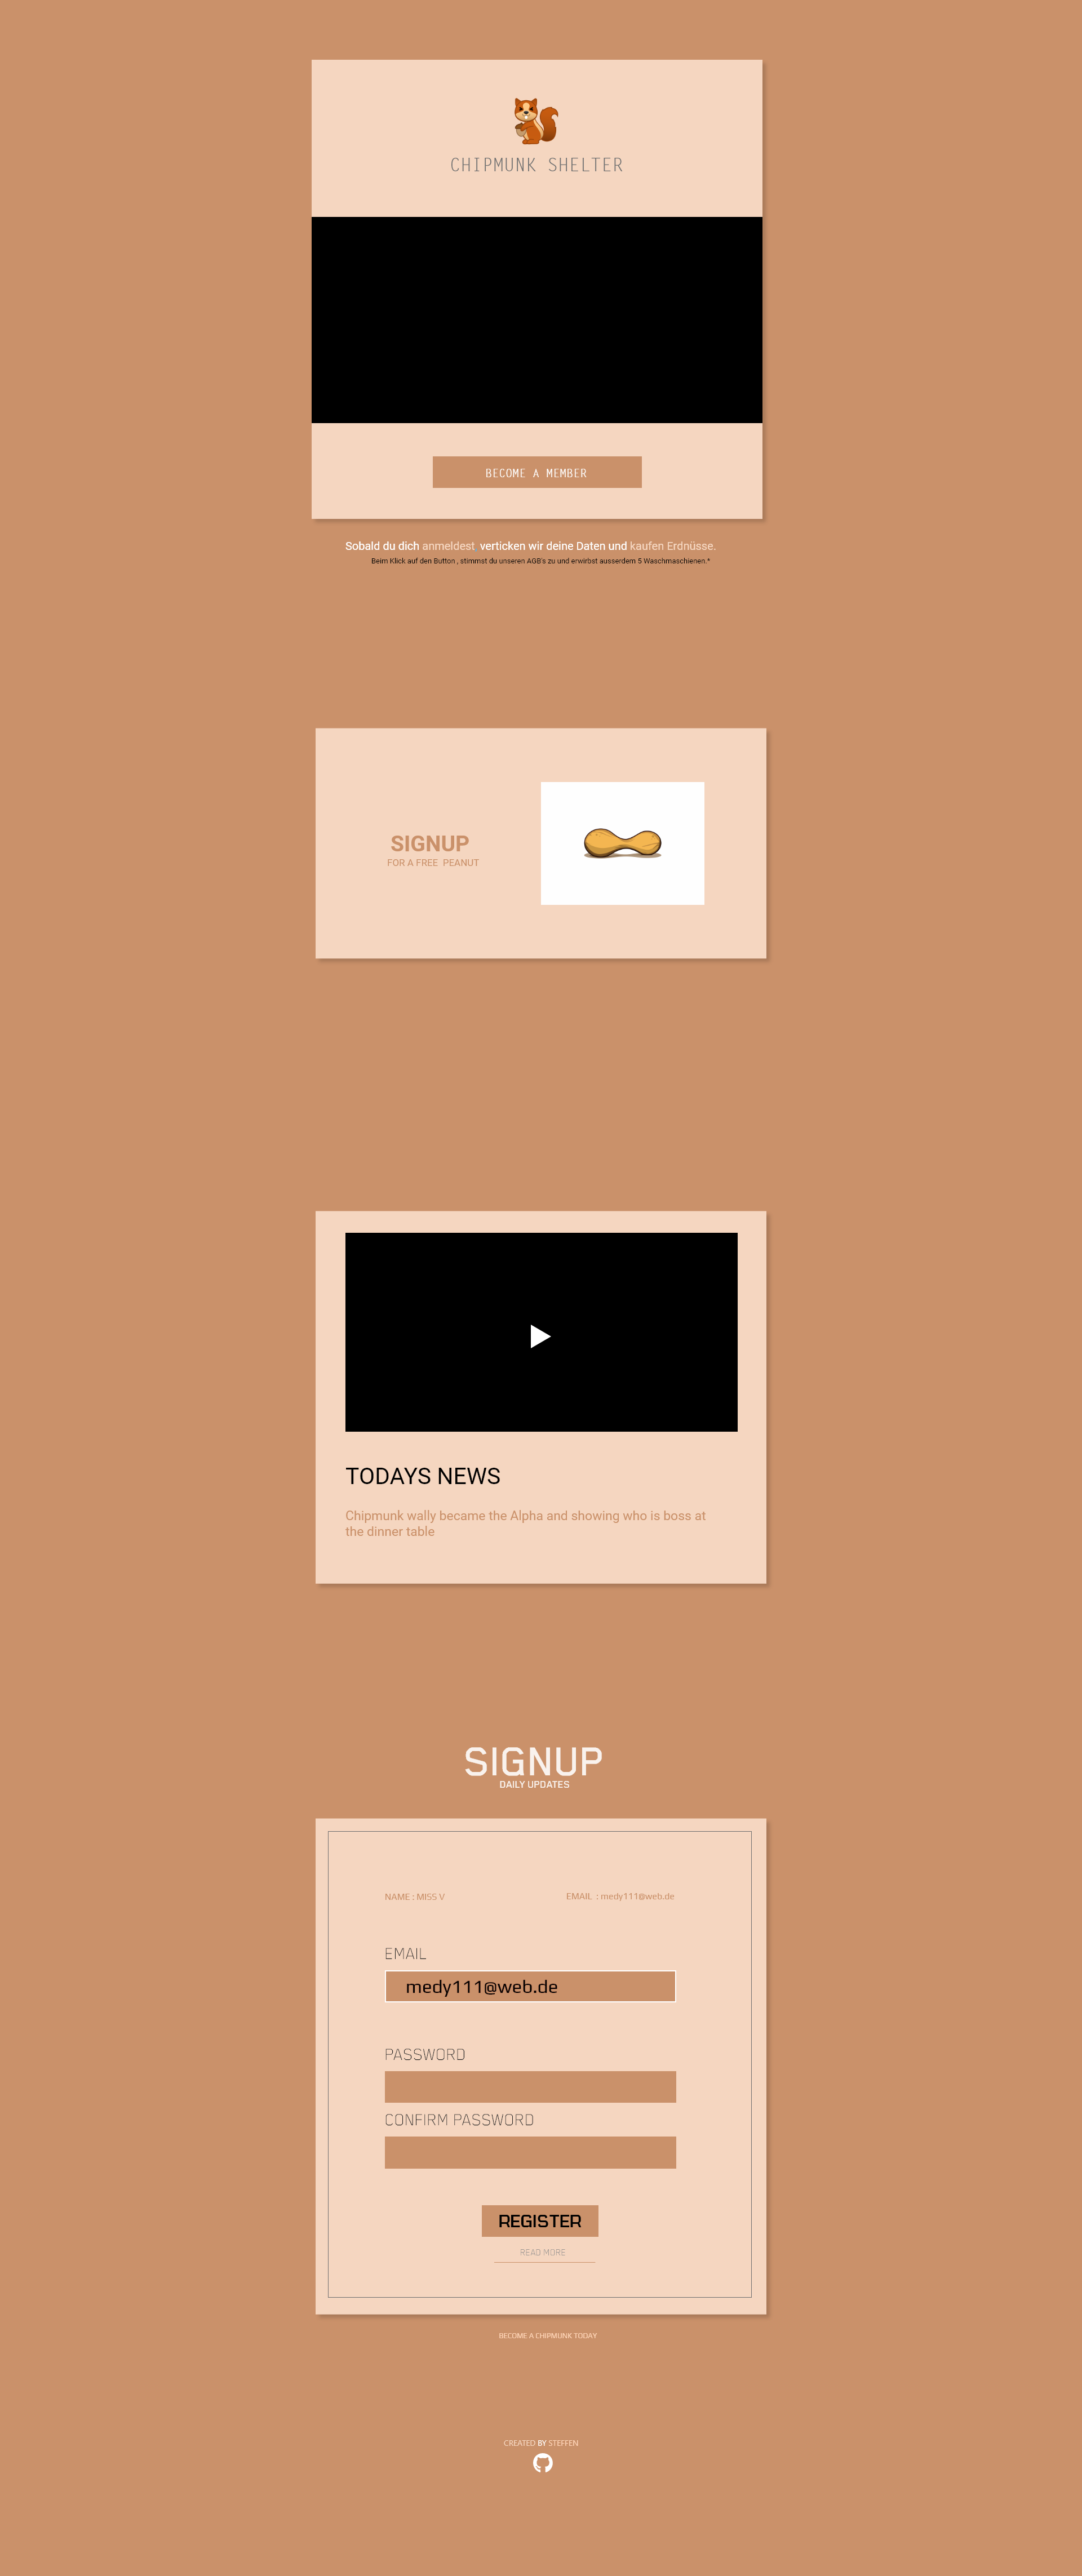 CHIPMUNK SHELTER
BECOME A MEMBER
Sobald du dich anmeldest verticken wir deine Daten und kaufen Erdnüsse.
Beim Klick auf den Button , stimmst du unseren AGB's zu und erwirbst ausserdem 5 Waschmaschienen.*
SIGNUP
FOR A FREE PEANUT
TODAYS NEWS
Chipmunk wally became the Alpha and showing who is boss at
the dinner table
SIGNUP
DAILY UPDATES
NAME : MISS V
EMAIL : medy111@web.de
EMAIL
medy111@web.de
PASSWORD
CONFIRM PASSWORD
REGISTER
READ MORE
BECOME A CHIPMUNK TODAY
CREATED BY STEFFEN